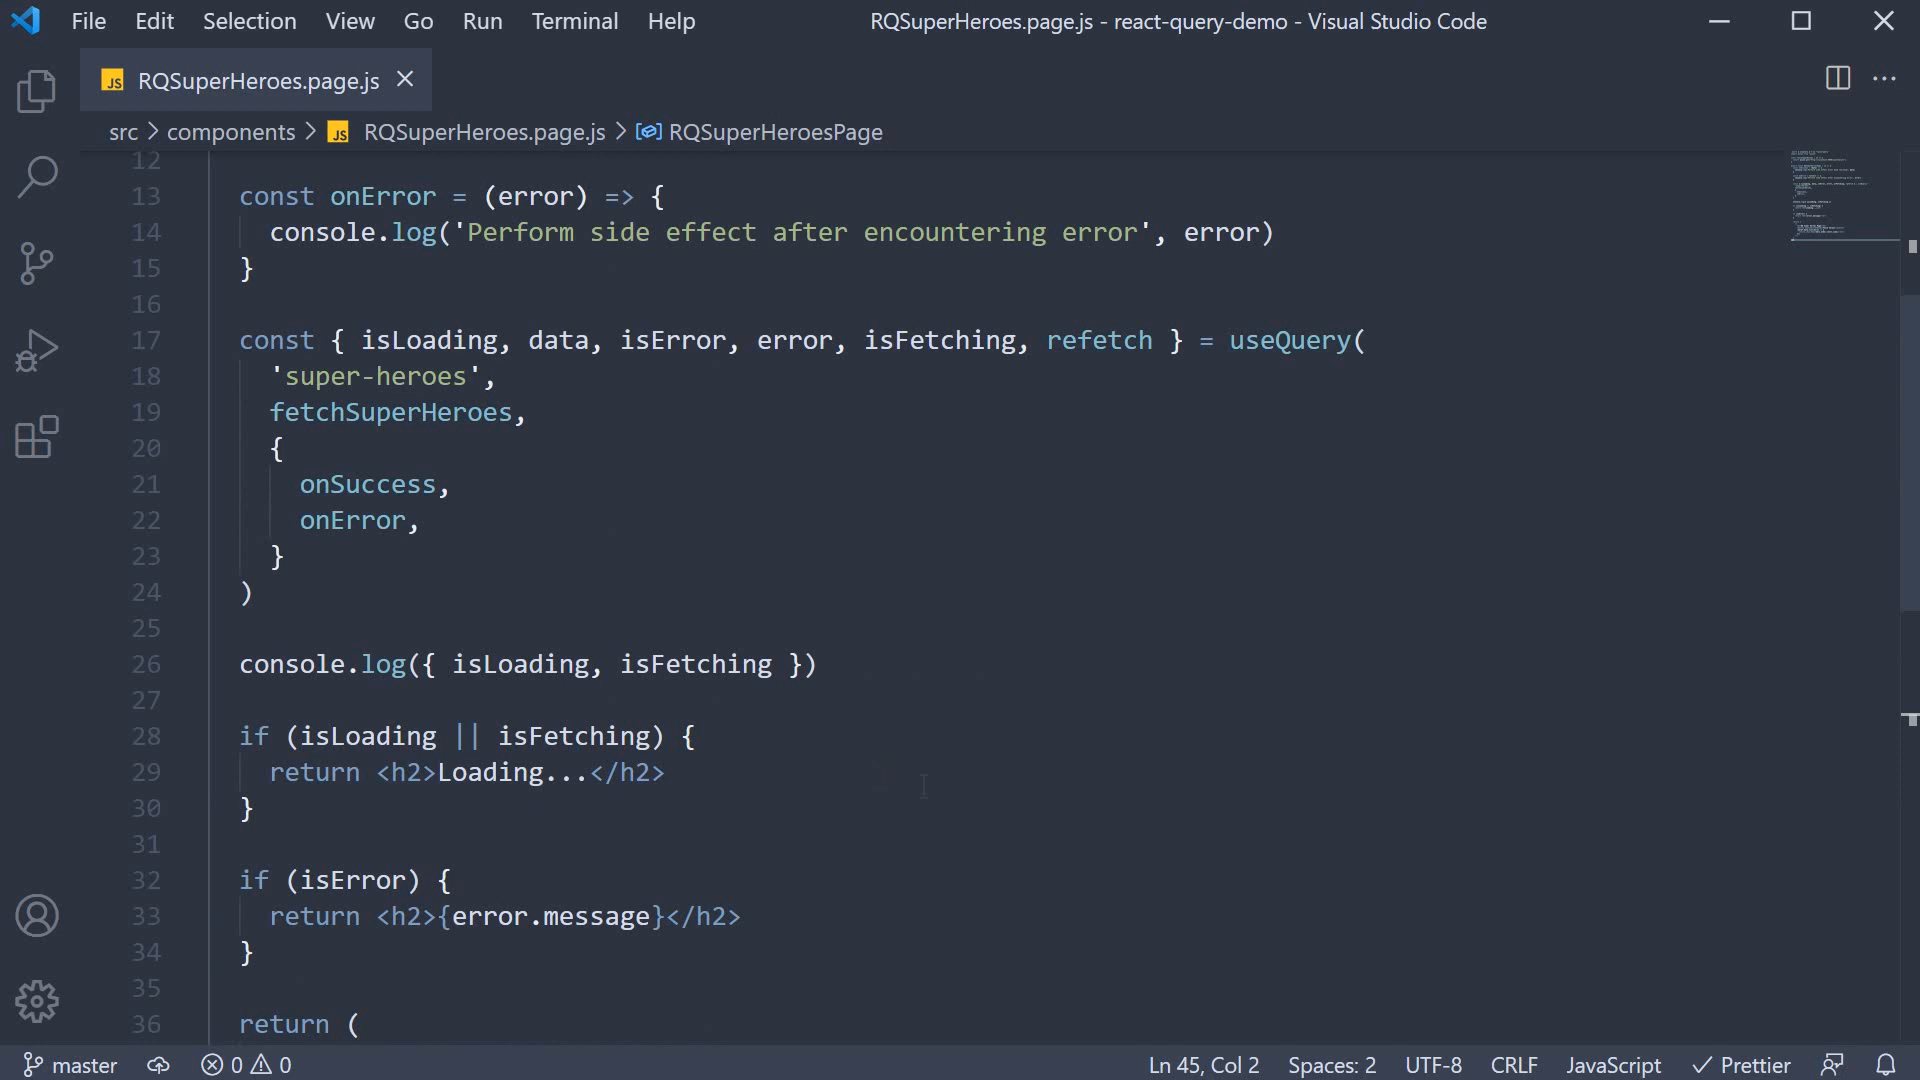 File Edit Selection View Go Run Terminal Help RQSuperHeroes.page.js - react-query-demo - Visual Studio Code
JS RQSuperHeroes.page.js
src > components > JS RQSuperHeroes.page.js > RQSuperHeroesPage
12
13 const onError = (error) => {
14 console.log('Perform side effect after encountering error', error)
15 }
16
17 const { isLoading, data, isError, error, isFetching, refetch } = useQuery(
18 'super-heroes',
19 fetchSuperHeroes,
20 {
21 onSuccess,
22 onError,
23 }
24 )
25
26 console.log({ isLoading, isFetching })
27
28 if (isLoading || isFetching) {
29 return <h2>Loading...</h2>
30 }
31
32 if (isError) {
33 return <h2>{error.message}</h2>
34 }
35
36 return (
master 0 0 Ln 45, Col 2 Spaces: 2 UTF-8 CRLF JavaScript Prettier